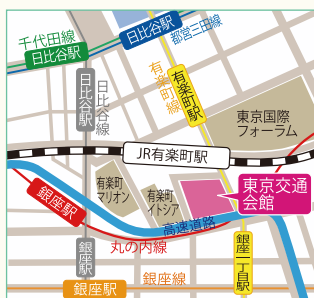 千代田線
日比谷駅
日比谷駅
都営三田線
日比谷駅
日比谷線
有楽町線
有楽町駅
東京国際
フォーラム
JR有楽町駅
有楽町
マリオン
有楽町
イトシア
東京交通
会館
銀座駅
高速道路
丸の内線
銀座駅
銀座一丁目駅
銀座線
銀座駅